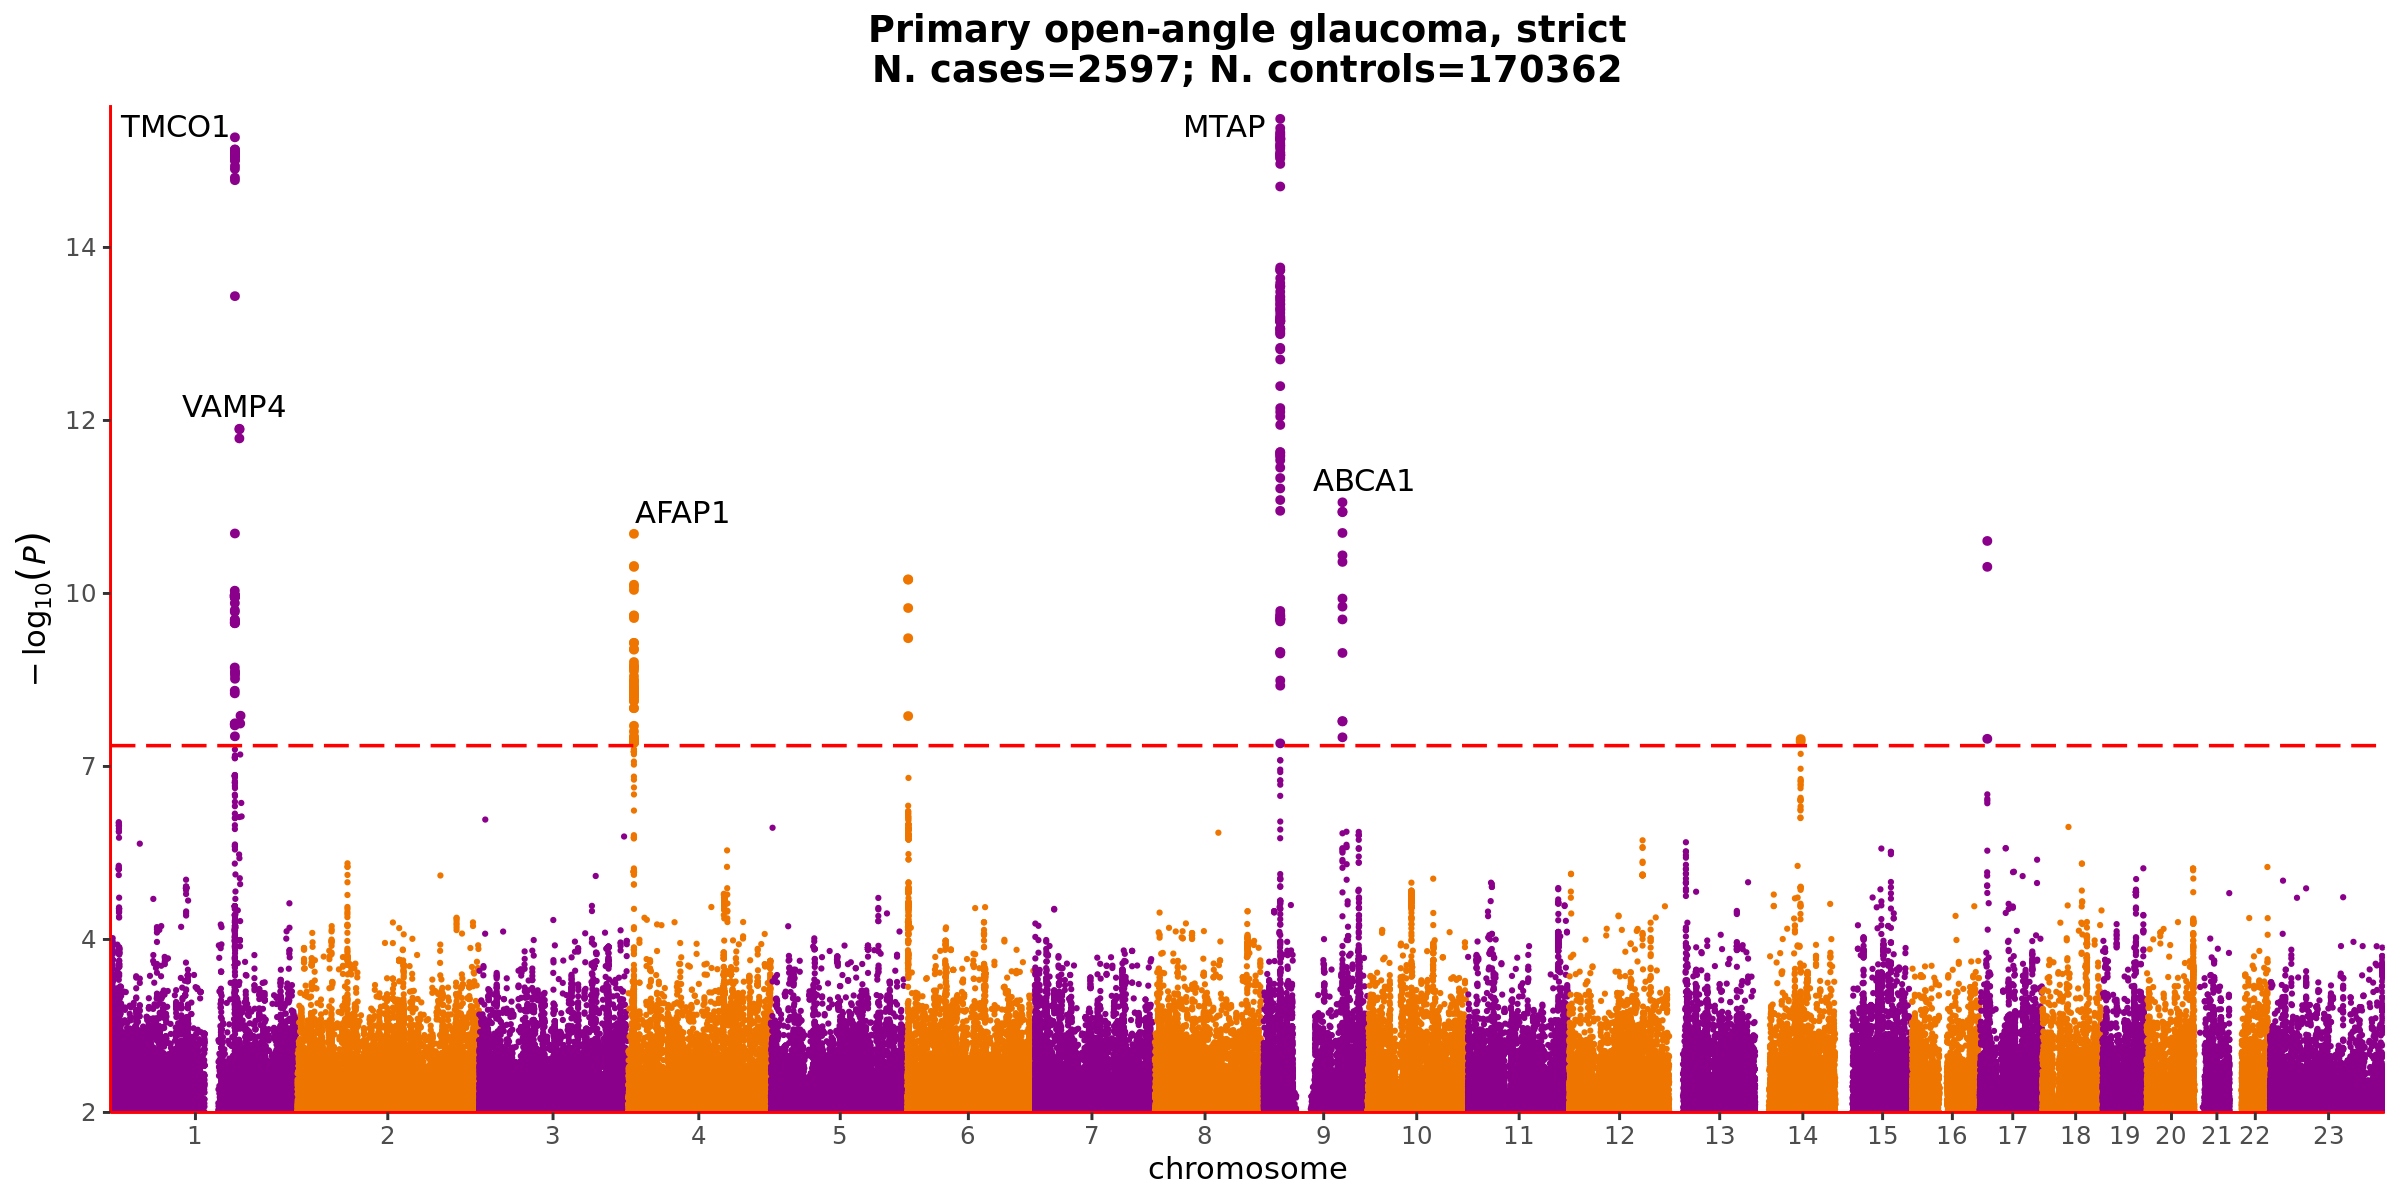 Primary open-angle glaucoma, strict
N. cases=2597; N. controls=170362
TMCO1
MTAP
14
VAMP4
12
ABCA1
AFAP1
10
− log10(P)
7
4
2
1 2 3 4 5 6 7 8 9 10 11 12 13 14 15 16 17 18 19 20 21 22 23
chromosome